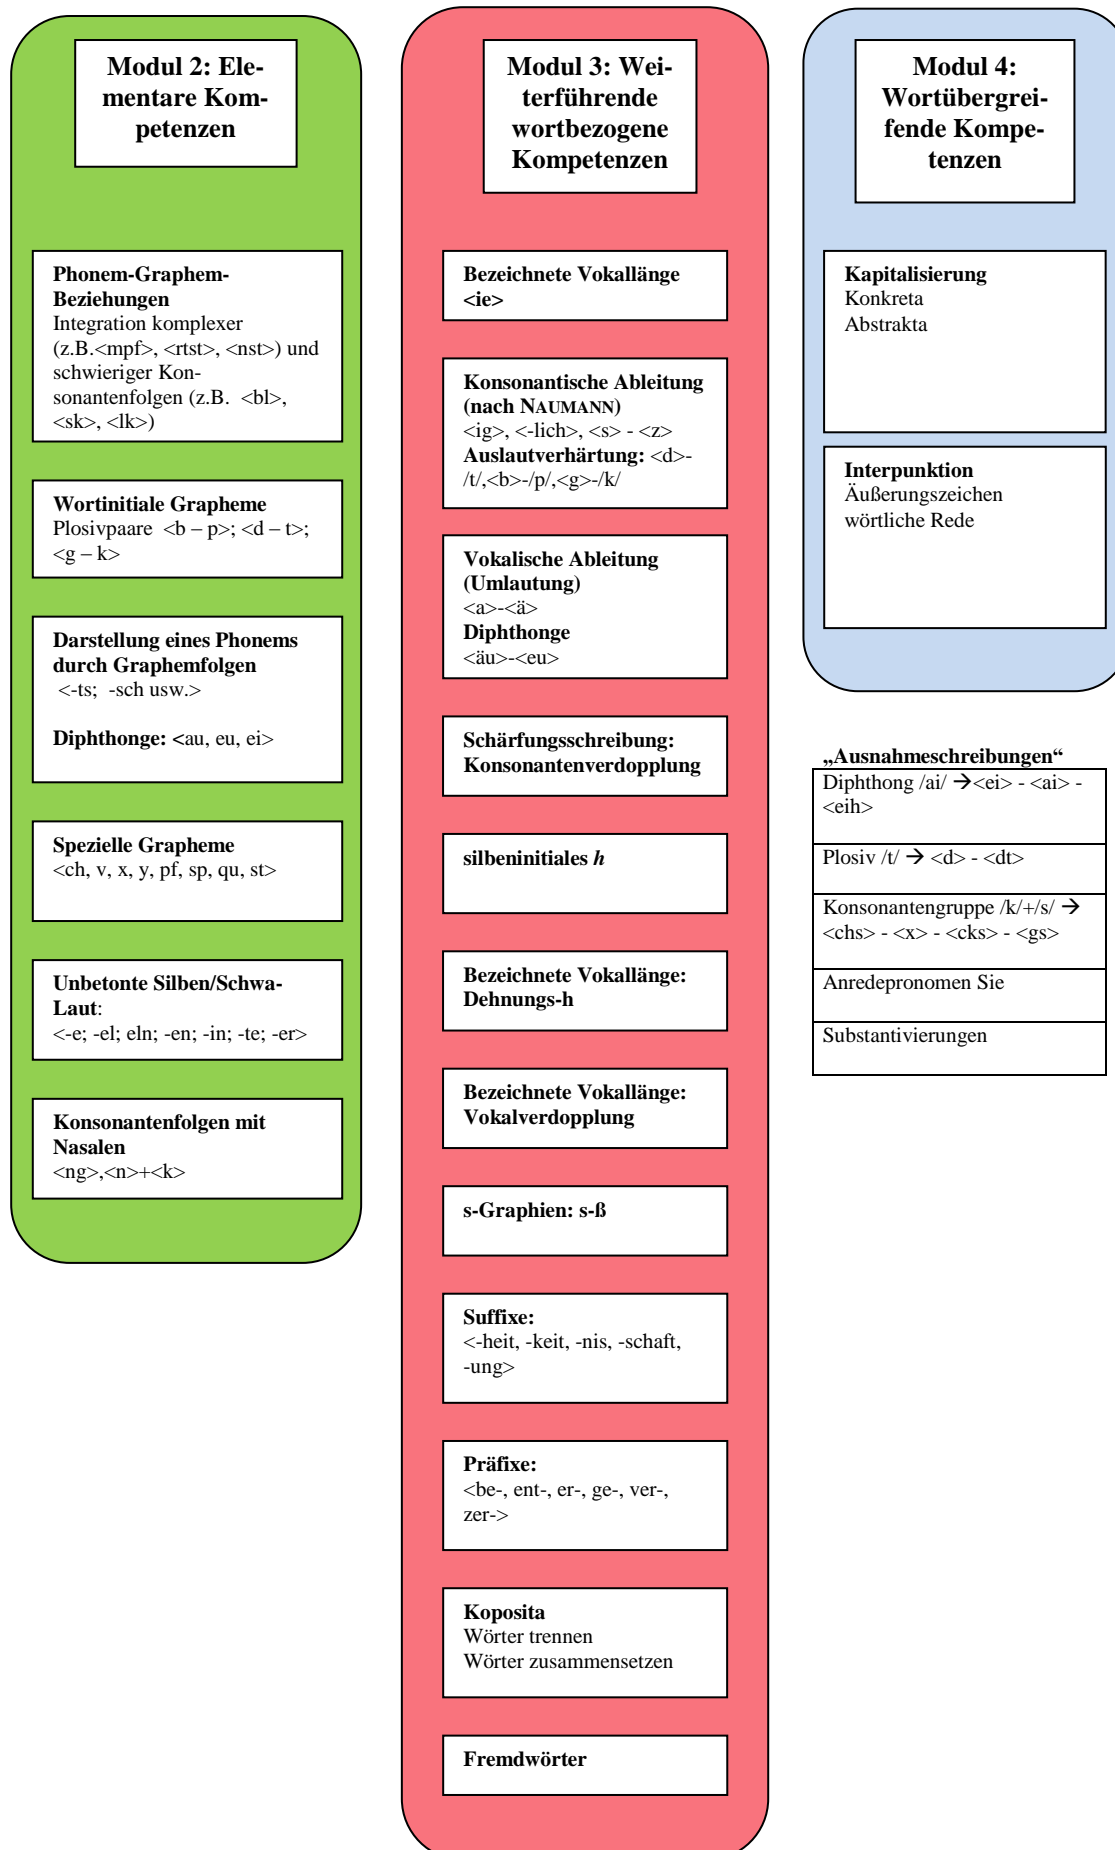 Modul 2: Ele-
mentare Kom-
petenzen
Phonem-Graphem-
Beziehungen
Integration komplexer
(z.B.<mpf>, <rtst>, <nst>) und
schwieriger Kon-
sonantenfolgen (z.B. <bl>,
<sk>, <lk>)
Wortinitiale Grapheme
Plosivpaare <b – p>; <d – t>;
<g – k>
Darstellung eines Phonems
durch Graphemfolgen
<-ts; -sch usw.>
Diphthonge: <au, eu, ei>
Spezielle Grapheme
<ch, v, x, y, pf, sp, qu, st>
Unbetonte Silben/Schwa-
Laut:
<-e; -el; eln; -en; -in; -te; -er>
Konsonantenfolgen mit
Nasalen
<ng>,<n>+<k>
Modul 3: Wei-
terführende
wortbezogene
Kompetenzen
Bezeichnete Vokallänge
<ie>
Konsonantische Ableitung
(nach NAUMANN)
<ig>, <-lich>, <s> - <z>
Auslautverhärtung: <d>-
/t/,<b>-/p/,<g>-/k/
Vokalische Ableitung
(Umlautung)
<a>-<ä>
Diphthonge
<äu>-<eu>
Schärfungsschreibung:
Konsonantenverdopplung
silbeninitiales h
Bezeichnete Vokallänge:
Dehnungs-h
Bezeichnete Vokallänge:
Vokalverdopplung
s-Graphien: s-ß
Suffixe:
<-heit, -keit, -nis, -schaft,
-ung>
Präfixe:
<be-, ent-, er-, ge-, ver-,
zer->
Koposita
Wörter trennen
Wörter zusammensetzen
Fremdwörter
Modul 4:
Wortübergrei-
fende Kompe-
tenzen
Kapitalisierung
Konkreta
Abstrakta
Interpunktion
Äußerungszeichen
wörtliche Rede
„Ausnahmeschreibungen“
Diphthong /ai/ →<ei> - <ai> -
<eih>
Plosiv /t/ → <d> - <dt>
Konsonantengruppe /k/+/s/ →
<chs> - <x> - <cks> - <gs>
Anredepronomen Sie
Substantivierungen